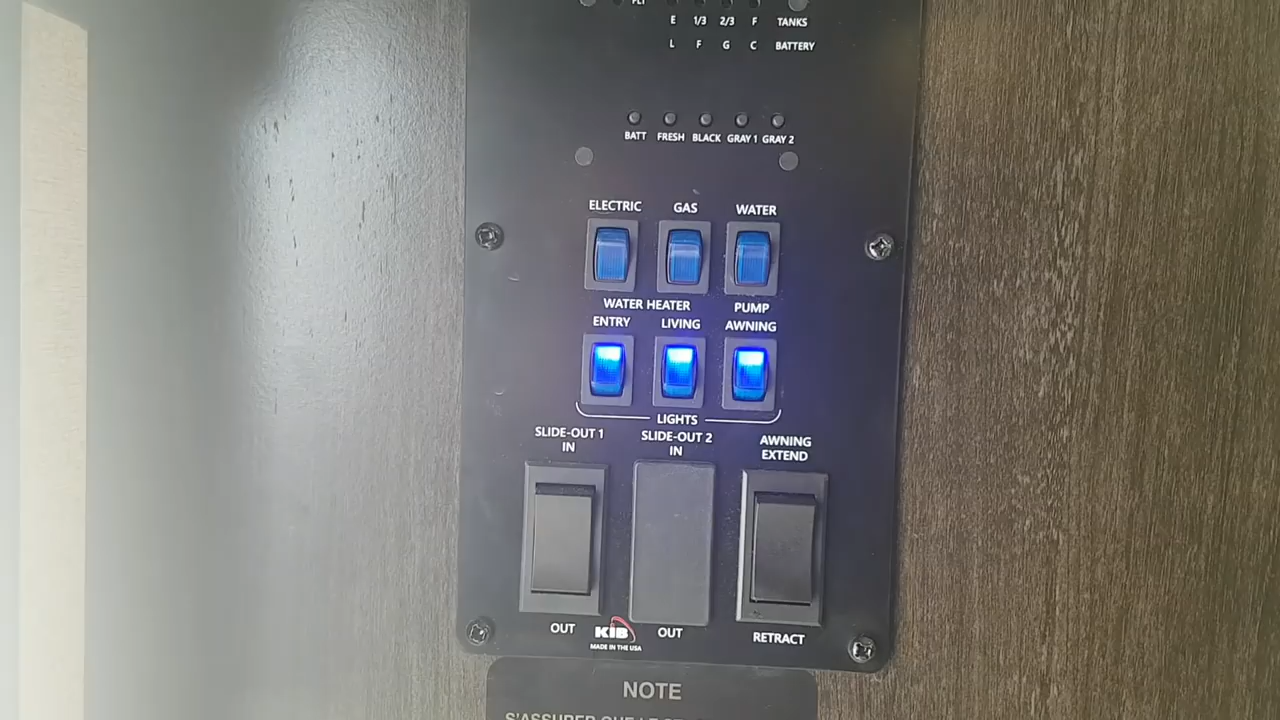 E 1/3 2/3 F TANKS
L F G C BATTERY
BATT FRESH BLACK GRAY 1 GRAY 2
ELECTRIC GAS WATER
WATER HEATER PUMP
ENTRY LIVING AWNING
LIGHTS
SLIDE-OUT 1 IN
SLIDE-OUT 2 IN
AWNING EXTEND
OUT
KIB
MADE IN THE USA
OUT
RETRACT
NOTE
S'ASSURER QUE